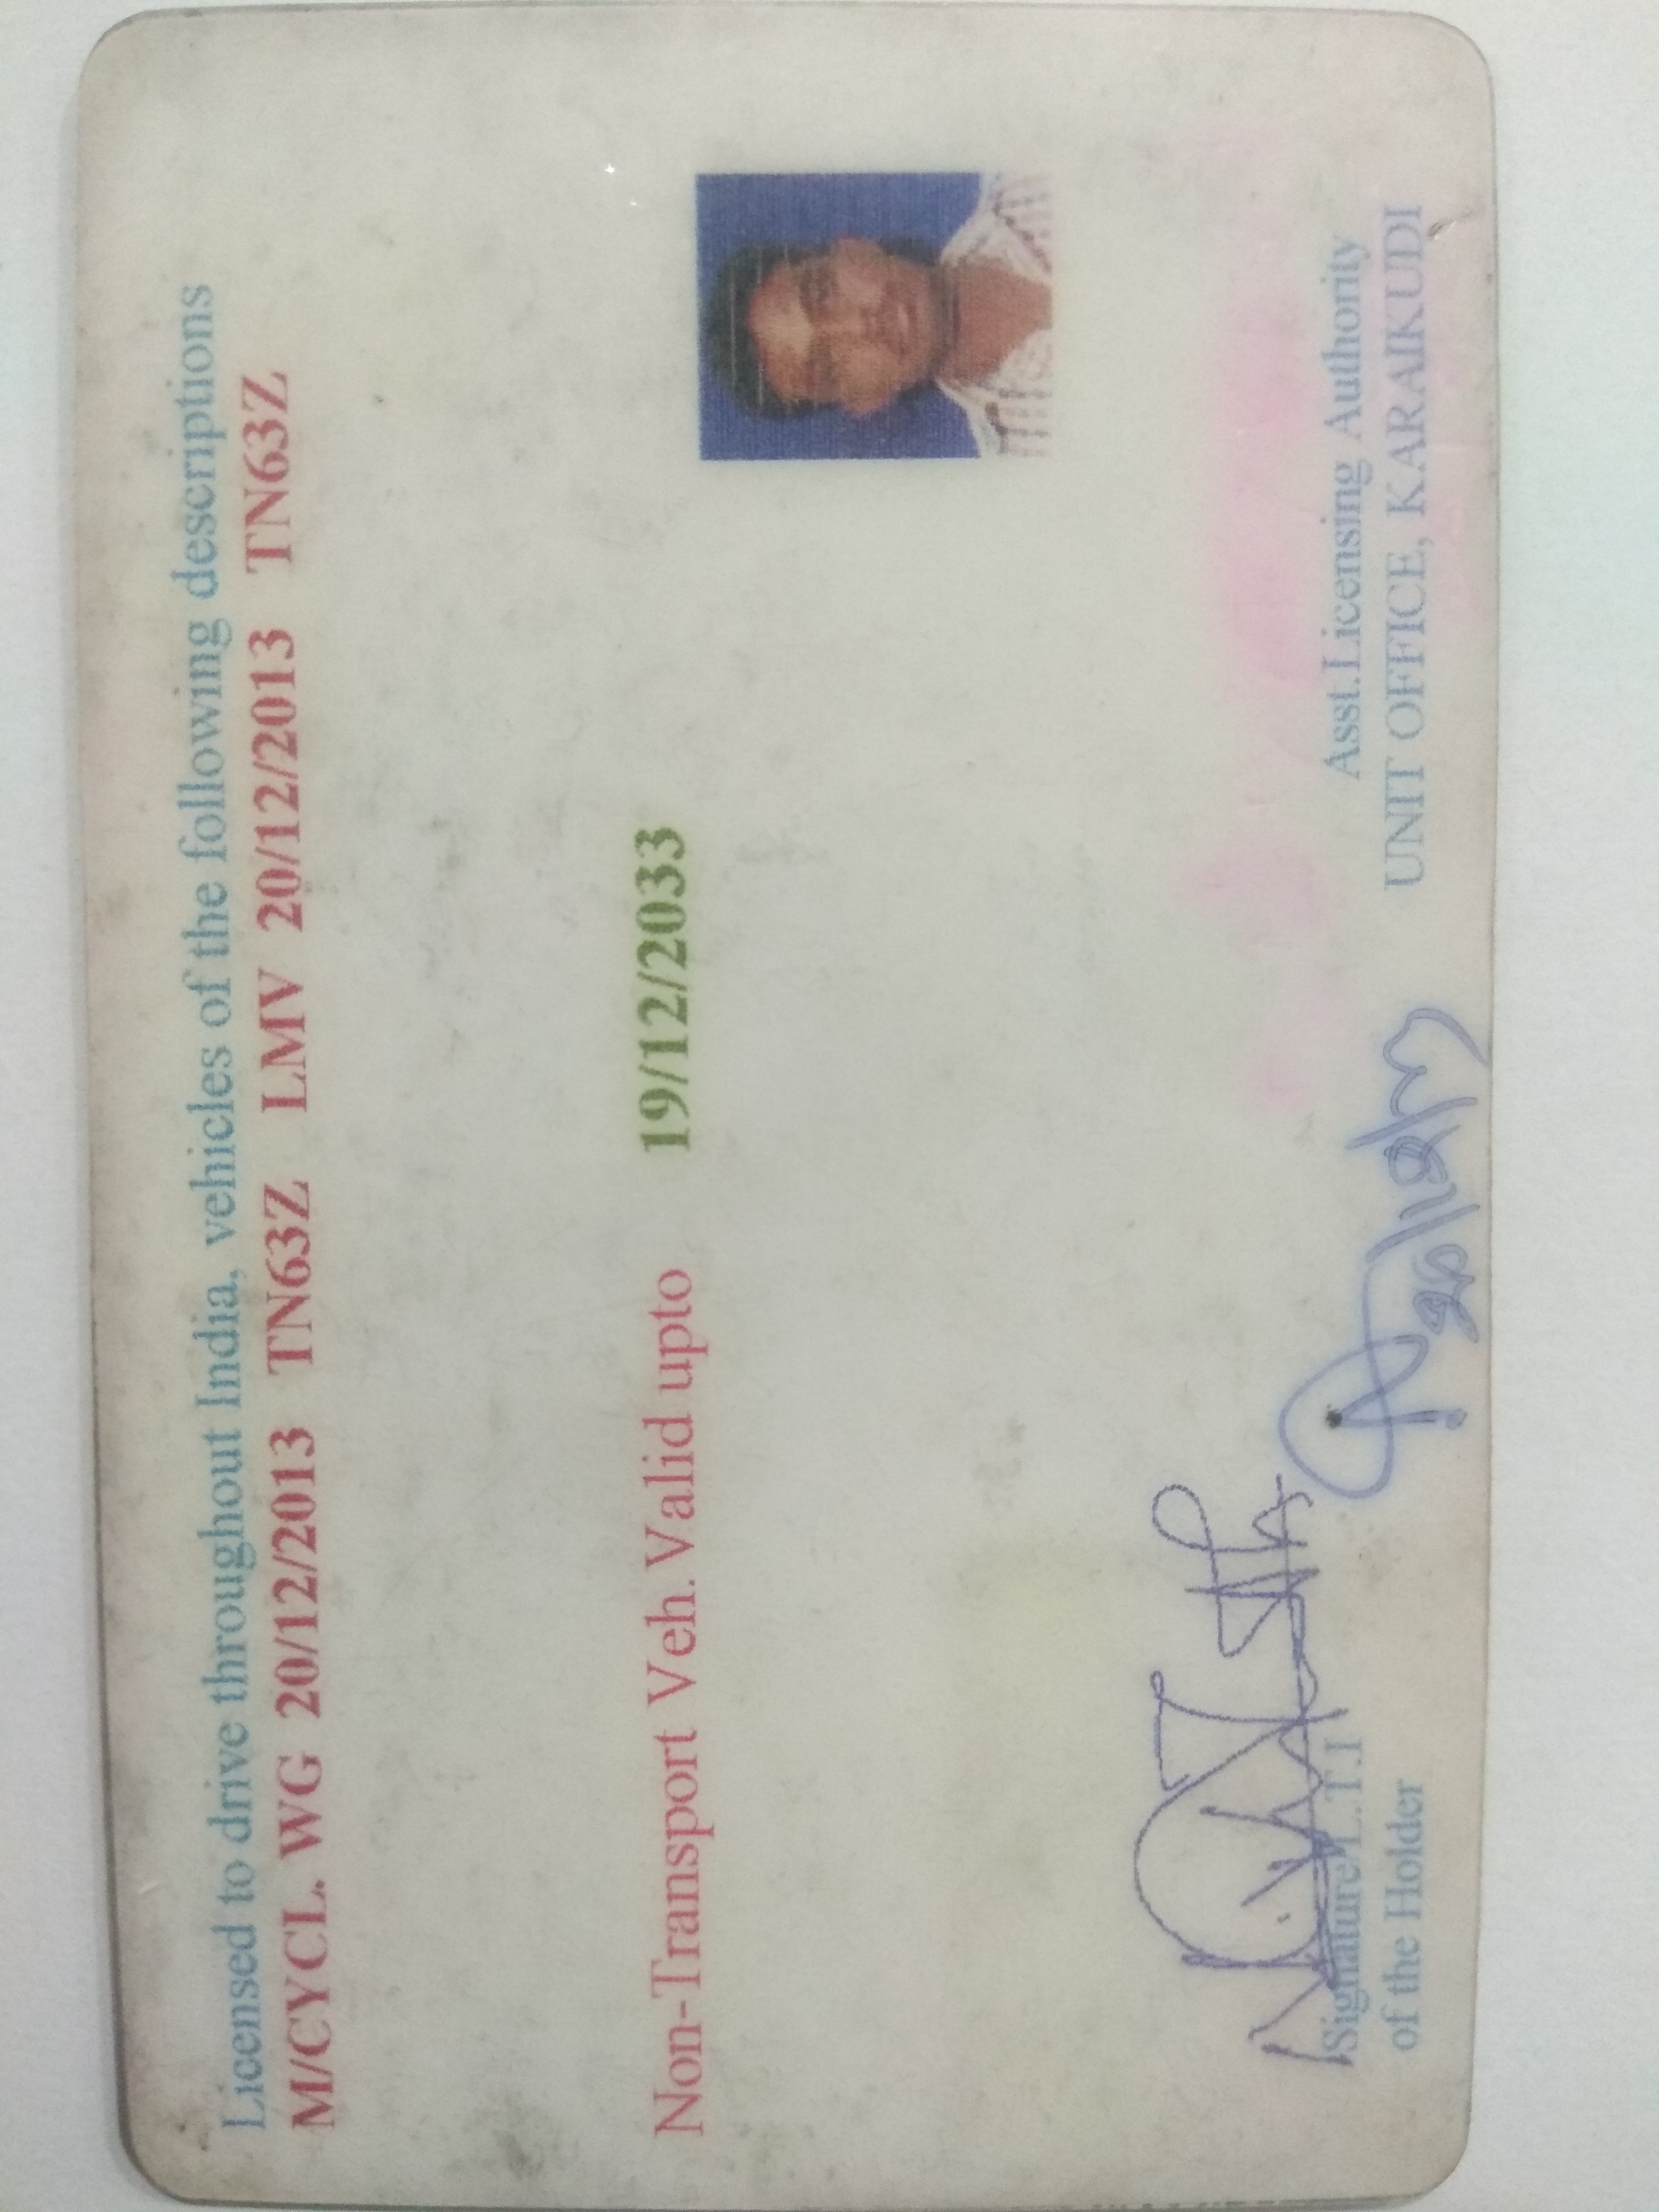 Licensed to drive throughout India, vehicles of the following descriptions
M/CYCL. WG 20/12/2013 TN63Z LMV 20/12/2013 TN63Z
Non-Transport Veh.Valid upto 19/12/2033
Signature/L.T.I
of the Holder
Asst.Licensing Authority
UNIT OFFICE, KARAIKUDI